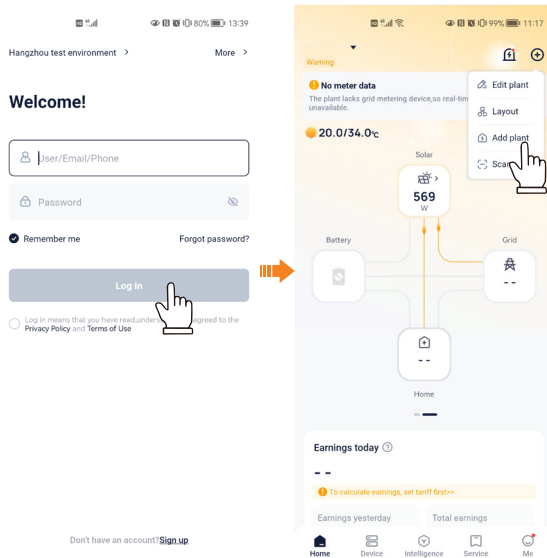 80% 13:39
Hangzhou test environment >
More >
Welcome!
User/Email/Phone
Password
Remember me
Forgot password?
Log in
Log in means that you have read, agreed to the
Privacy Policy and Terms of Use
Don't have an account?Sign up
99% 11:17
Warning
No meter data
The plant lacks grid metering device,so real-tim
unavailable.
Edit plant
Layout
Add plant
Scan
20.0/34.0℃
Solar
569
W
Battery
Grid
--
--
Home
Earnings today
--
To calculate earnings, set tariff first>>
Earnings yesterday
Total earnings
Home
Device
Intelligence
Service
Me